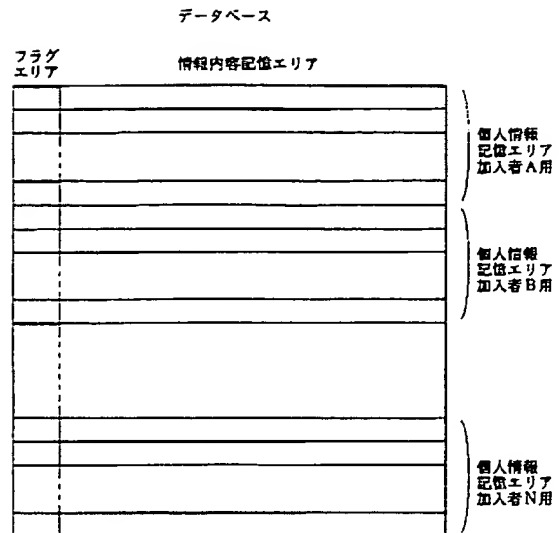 データベース
フラグ
エリア
情報内容記憶エリア
個人情報
記憶エリア
加入者A用
個人情報
記憶エリア
加入者B用
個人情報
記憶エリア
加入者N用